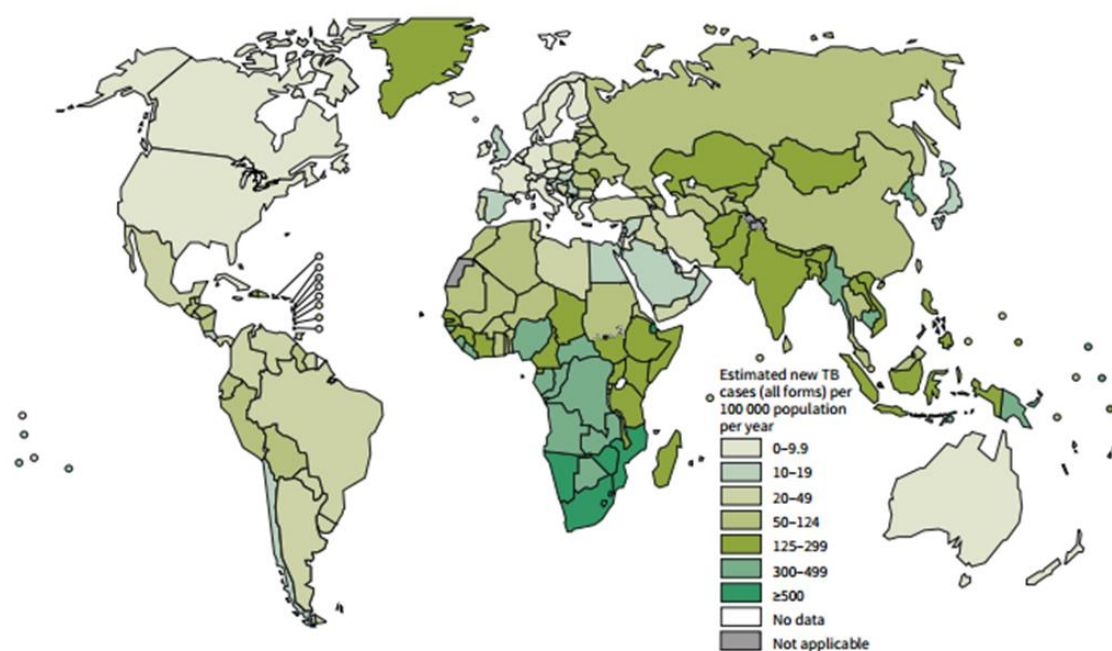 Estimated new TB
cases (all forms) per
100 000 population
per year
0–9.9
10–19
20–49
50–124
125–299
300–499
≥500
No data
Not applicable